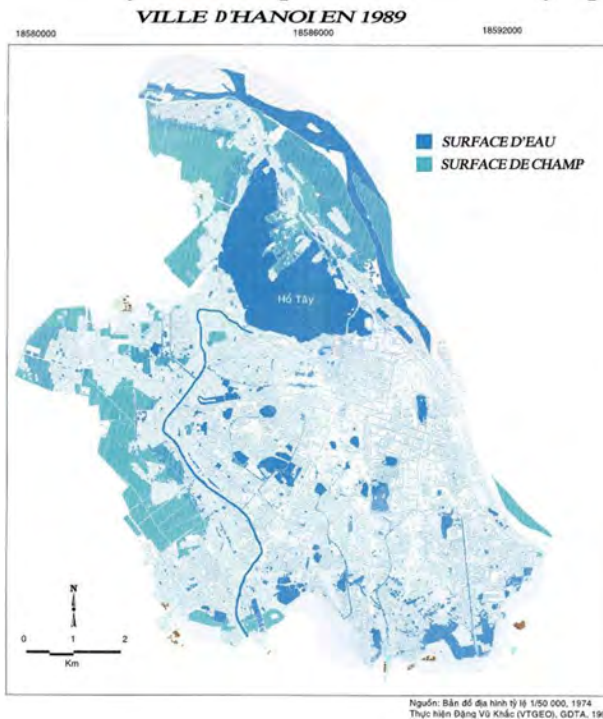 VILLE D'HANOI EN 1989
18580000 18586000 18592000
SURFACE D'EAU
SURFACE DE CHAMP
Hồ Tây
N
0 1 2
Km
Nguồn: Bản đồ địa hình tỷ lệ 1/50 000, 1974
Thực hiện Đặng Vũ Khắc (VTGEO), GDTA,